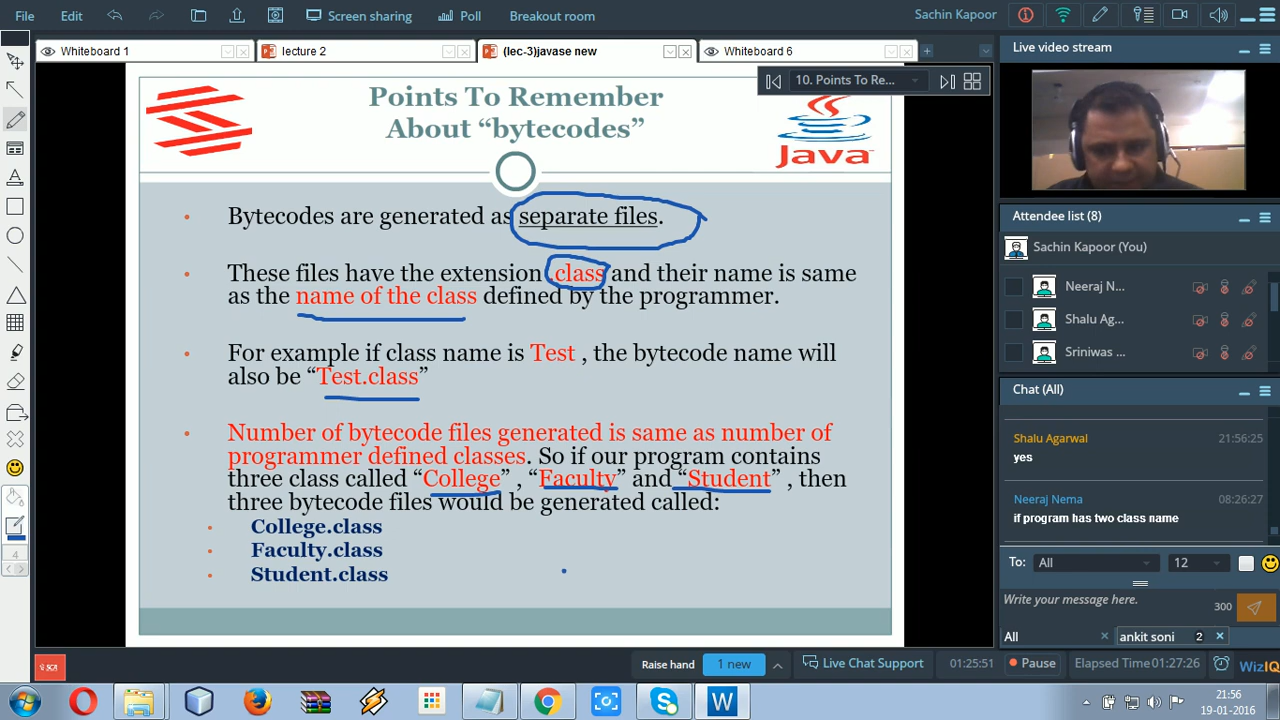 File
Edit
Screen sharing
Poll
Breakout room
Sachin Kapoor
Whiteboard 1
lecture 2
(lec-3)javase new
Whiteboard 6
Live video stream
10. Points To Re...
Points To Remember
About “bytecodes”
Java
Bytecodes are generated as separate files.
These files have the extension .class and their name is same
as the name of the class defined by the programmer.
For example if class name is Test , the bytecode name will
also be “Test.class”
Number of bytecode files generated is same as number of
programmer defined classes. So if our program contains
three class called “College” , “Faculty” and “Student” , then
three bytecode files would be generated called:
College.class
Faculty.class
Student.class
Attendee list (8)
Sachin Kapoor (You)
Neeraj N...
Shalu Ag...
Sriniwas ...
Chat (All)
Shalu Agarwal 21:56:25
yes
Neeraj Nema 08:26:27
if program has two class name
To: All 12
Write your message here. 300
All
ankit soni 2
4
SCA
Raise hand
1 new
Live Chat Support
01:25:51
Pause
Elapsed Time 01:27:26
WizIQ
21:56
19-01-2016